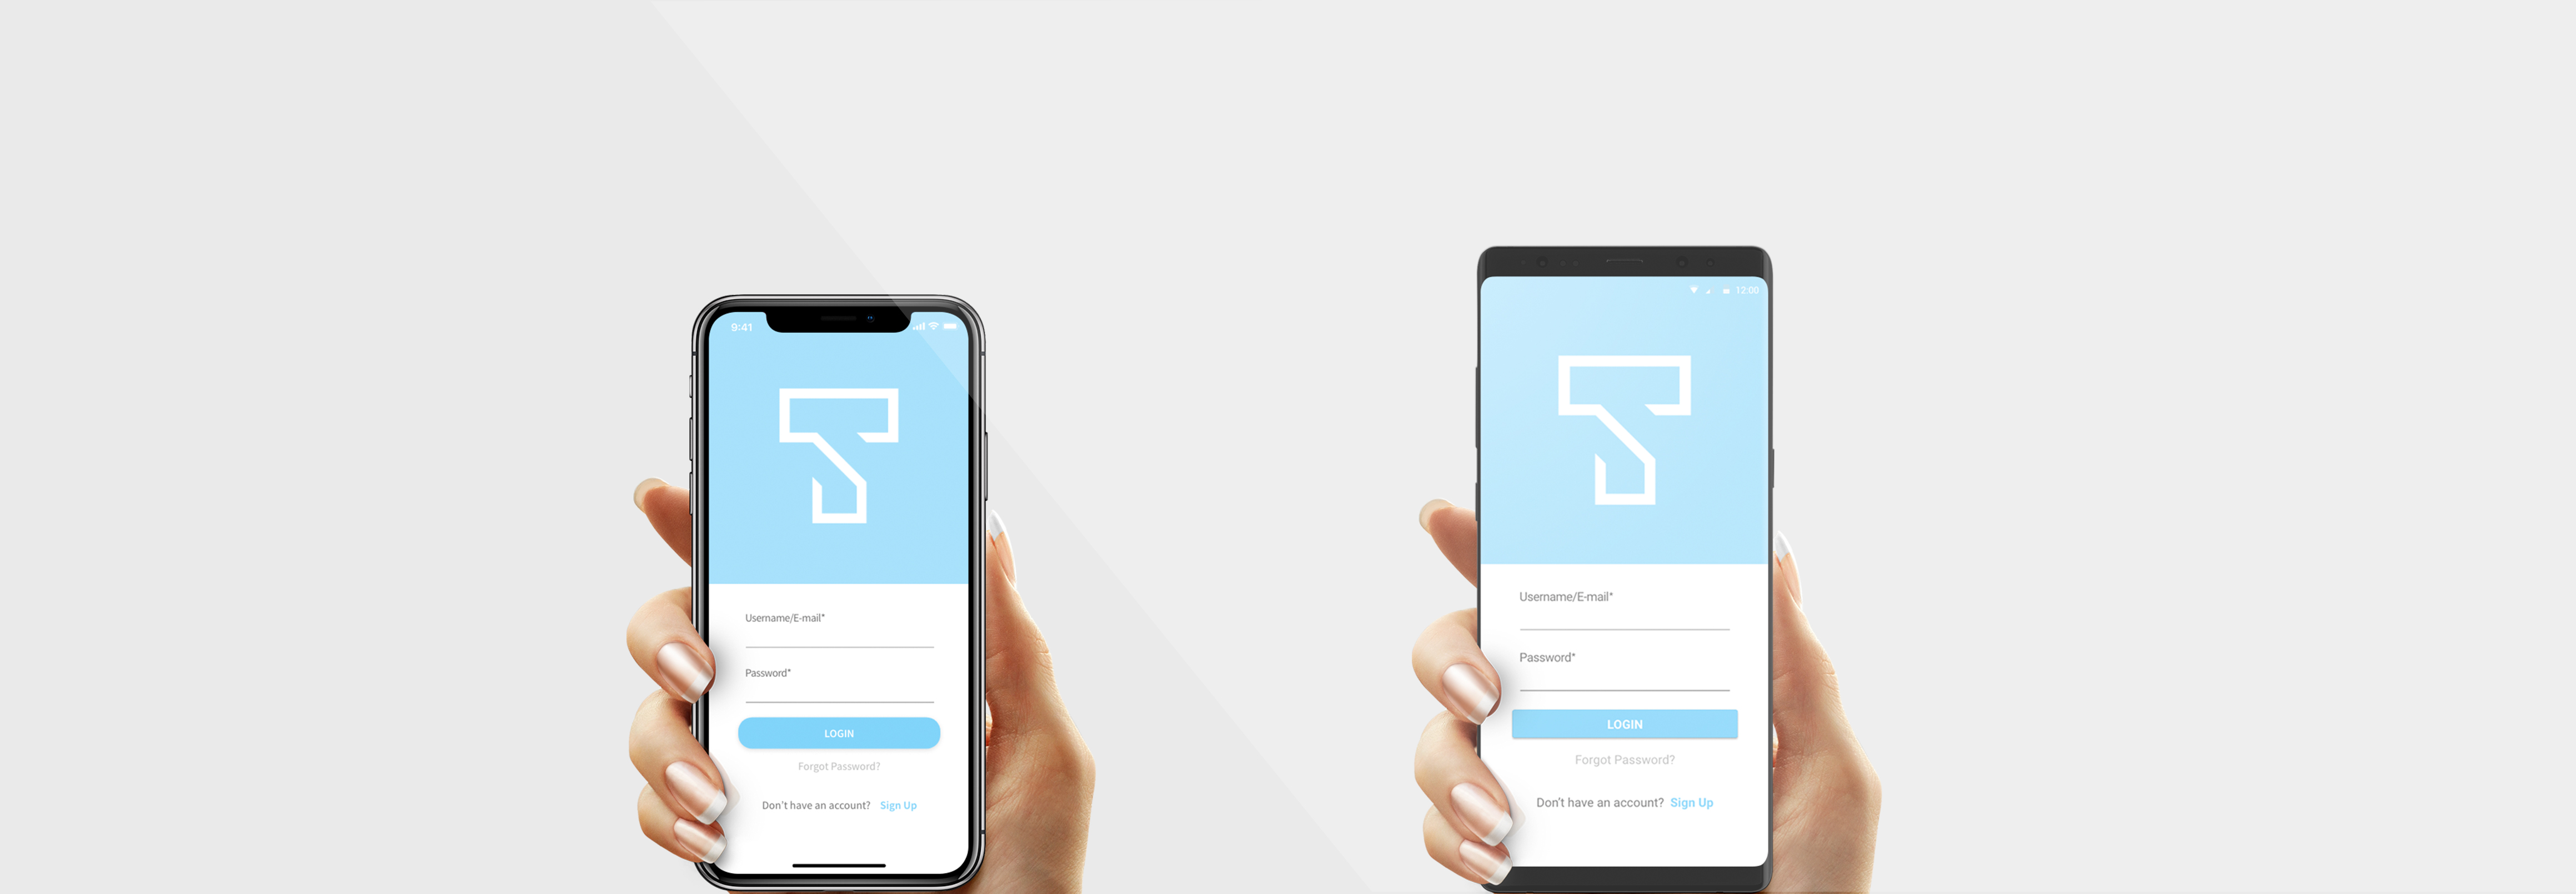 9:41
Username/E-mail*
Password*
LOGIN
Forgot Password?
Don't have an account? Sign Up
12:00
Username/E-mail*
Password*
LOGIN
Forgot Password?
Don't have an account? Sign Up